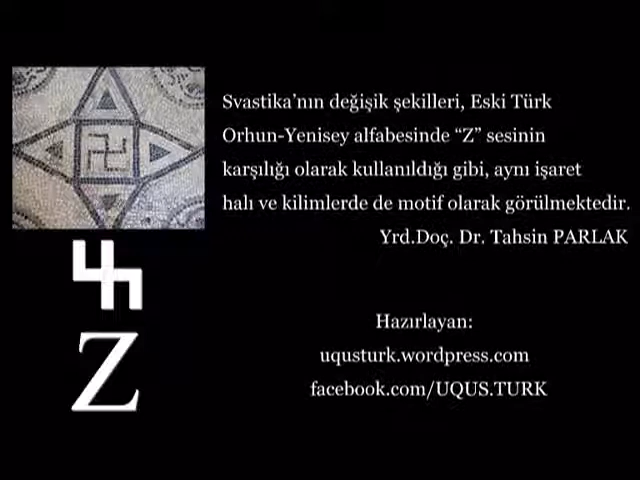 Svastika’nın değişik şekilleri, Eski Türk
Orhun-Yenisey alfabesinde “Z” sesinin
karşılığı olarak kullanıldığı gibi, aynı işaret
halı ve kilimlerde de motif olarak görülmektedir.
Yrd.Doç. Dr. Tahsin PARLAK
Z
Hazırlayan:
uqusturk.wordpress.com
facebook.com/UQUS.TURK